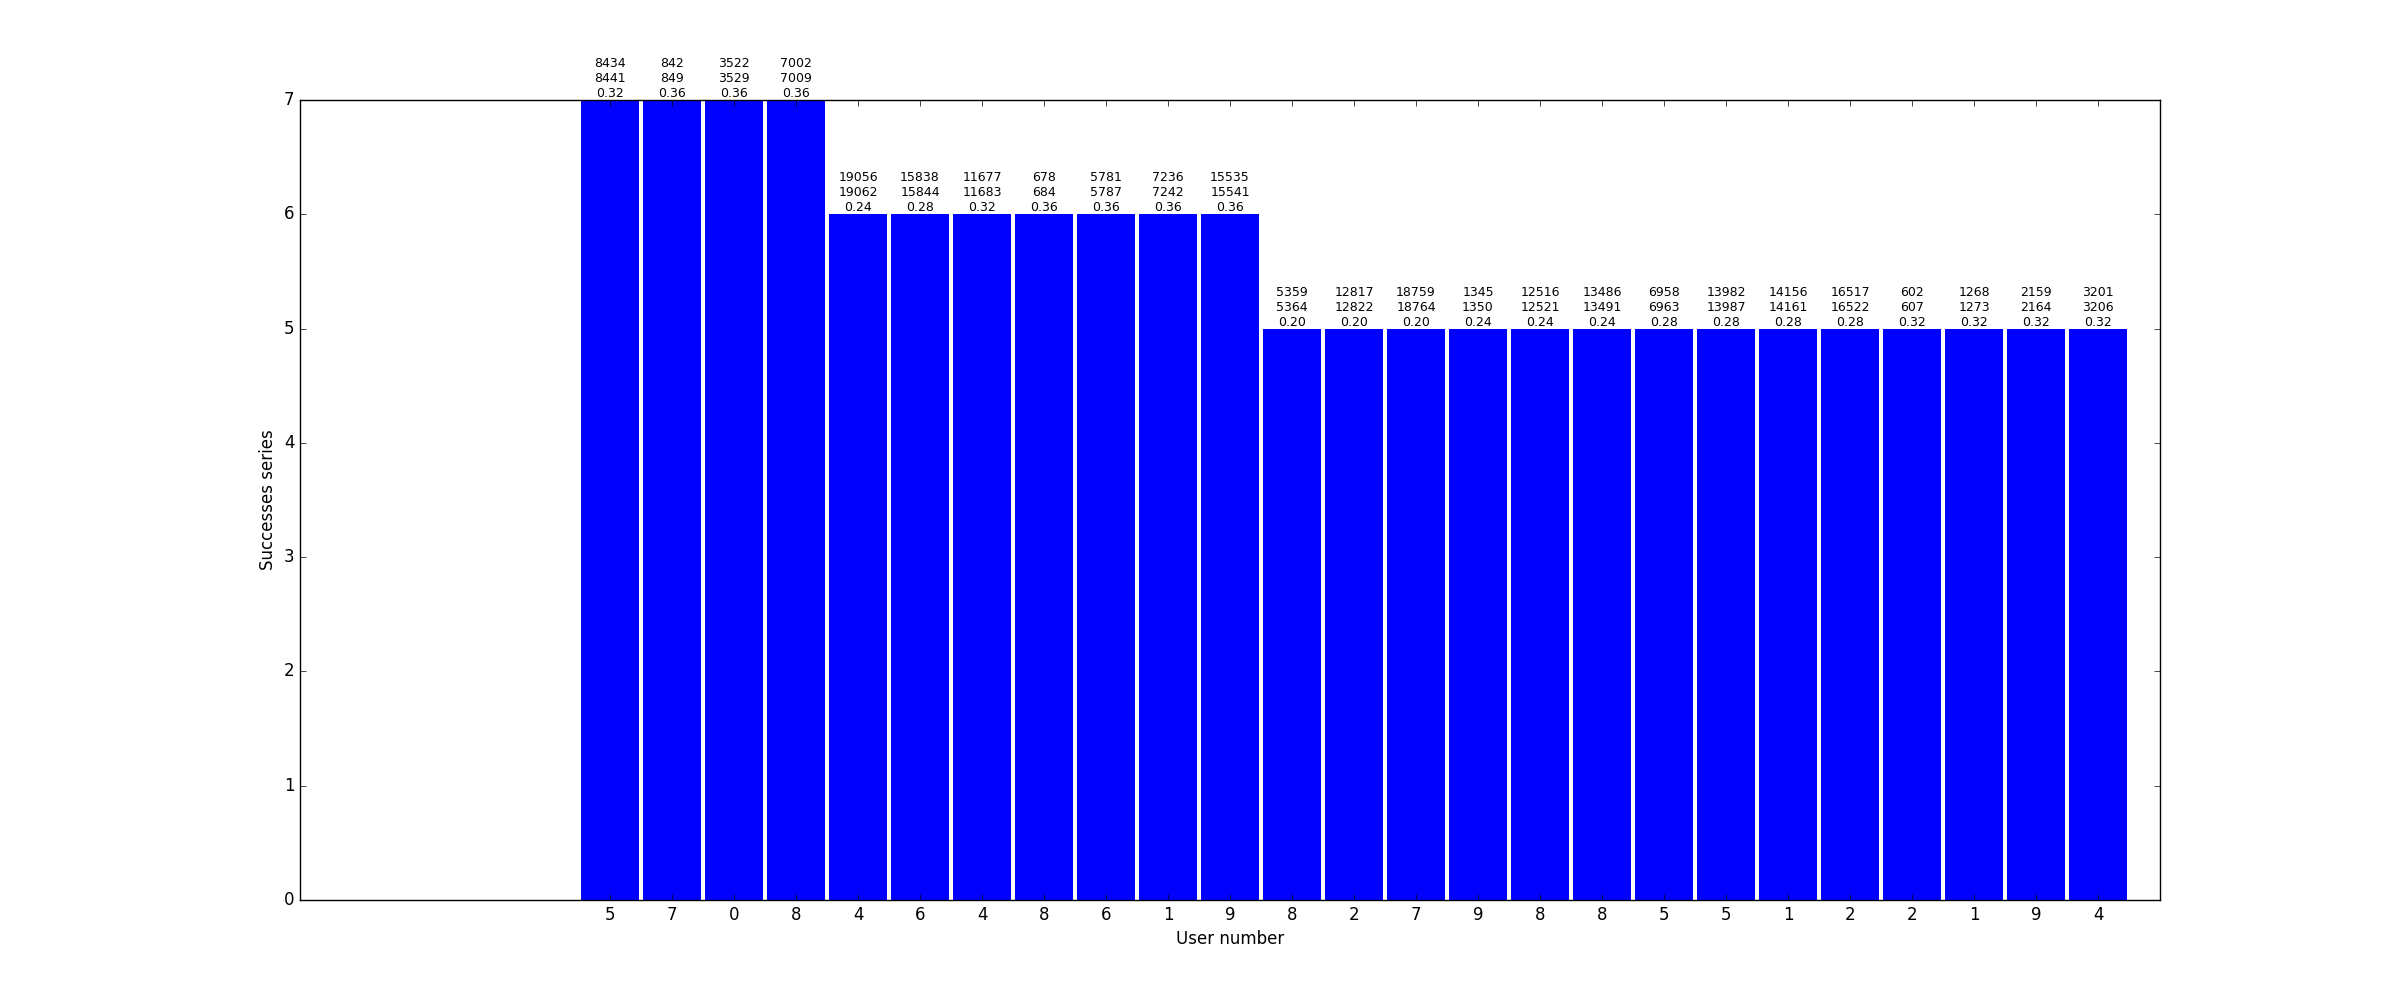 8434 842 3522 7002
8441 849 3529 7009
0.32 0.36 0.36 0.36
7
19056 15838 11677 678 5781 7236 15535
19062 15844 11683 684 5787 7242 15541
0.24 0.28 0.32 0.36 0.36 0.36 0.36
6
5359 12817 18759 1345 12516 13486 6958 13982 14156 16517 602 1268 2159 3201
5364 12822 18764 1350 12521 13491 6963 13987 14161 16522 607 1273 2164 3206
0.20 0.20 0.20 0.24 0.24 0.24 0.28 0.28 0.28 0.28 0.32 0.32 0.32 0.32
5
4
Successes series
3
2
1
0
5 7 0 8 4 6 4 8 6 1 9 8 2 7 9 8 8 5 5 1 2 2 1 9 4
User number